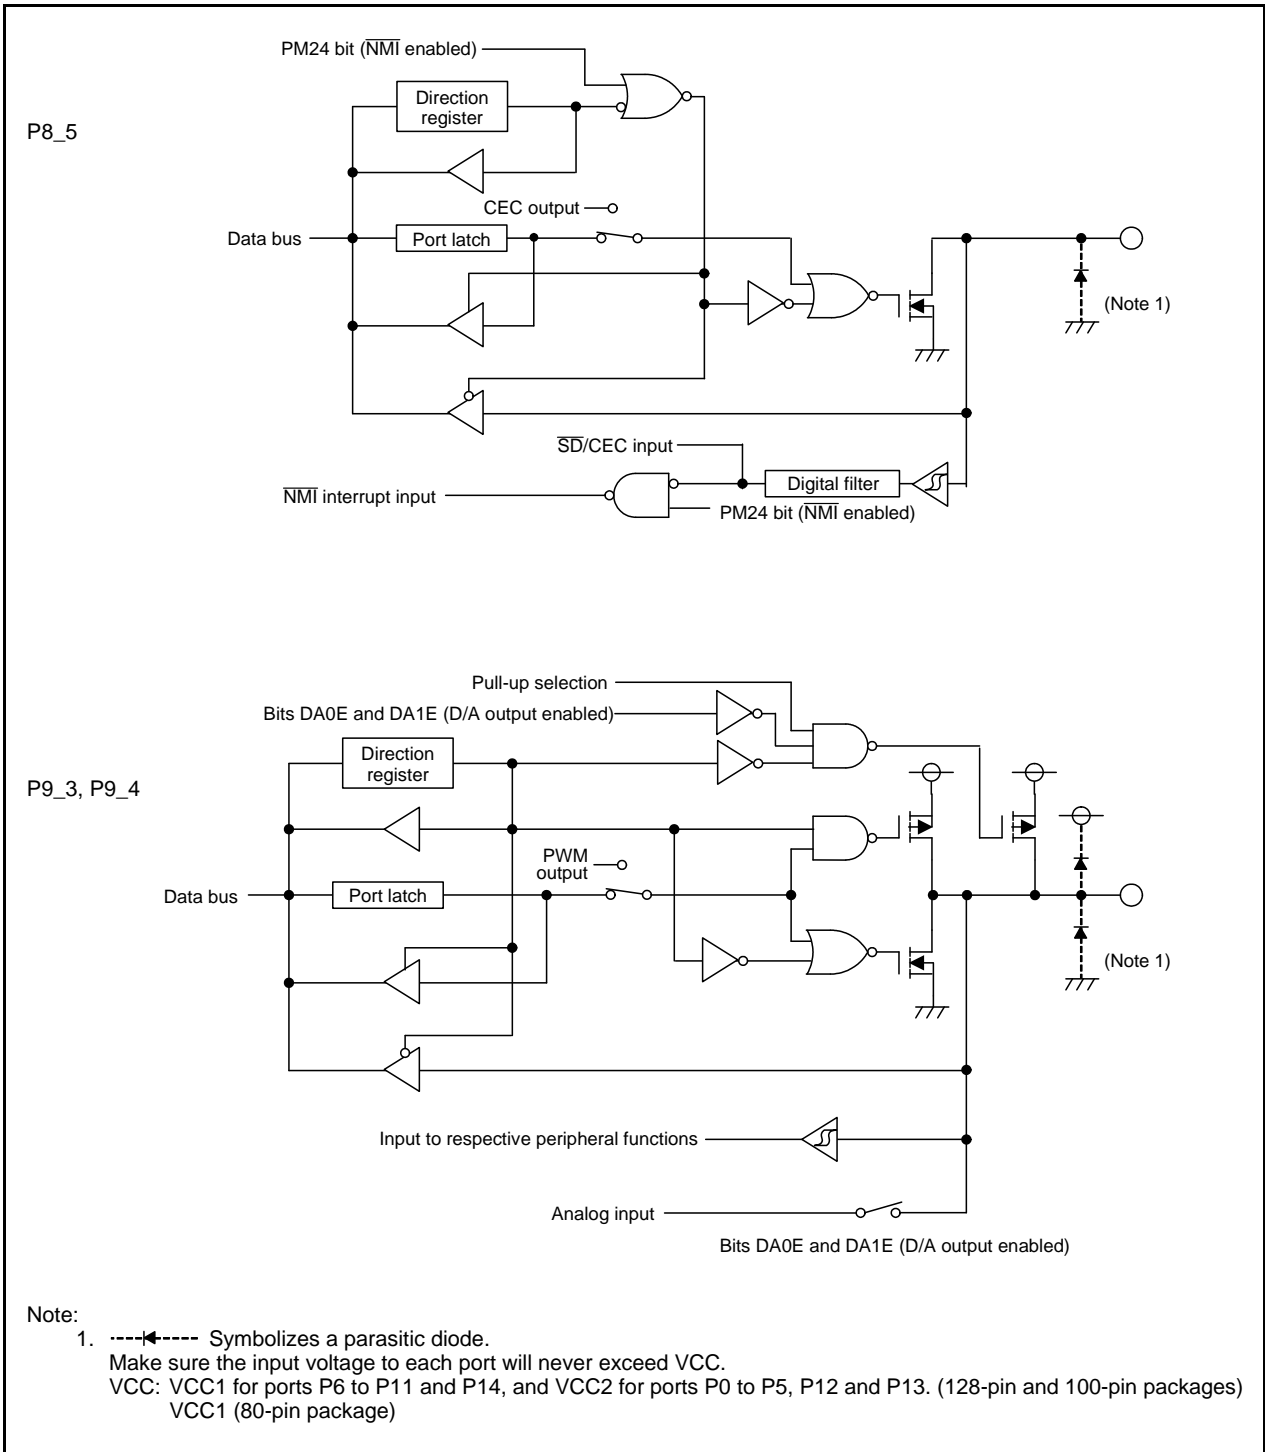 PM24 bit (NMI enabled)
Direction
register
P8_5
CEC output
Data bus
Port latch
(Note 1)
SD/CEC input
Digital filter
NMI interrupt input
PM24 bit (NMI enabled)
Pull-up selection
Bits DA0E and DA1E (D/A output enabled)
Direction
register
P9_3, P9_4
PWM
output
Data bus
Port latch
(Note 1)
Input to respective peripheral functions
Analog input
Bits DA0E and DA1E (D/A output enabled)
Note:
1. Symbolizes a parasitic diode.
Make sure the input voltage to each port will never exceed VCC.
VCC: VCC1 for ports P6 to P11 and P14, and VCC2 for ports P0 to P5, P12 and P13. (128-pin and 100-pin packages)
VCC1 (80-pin package)